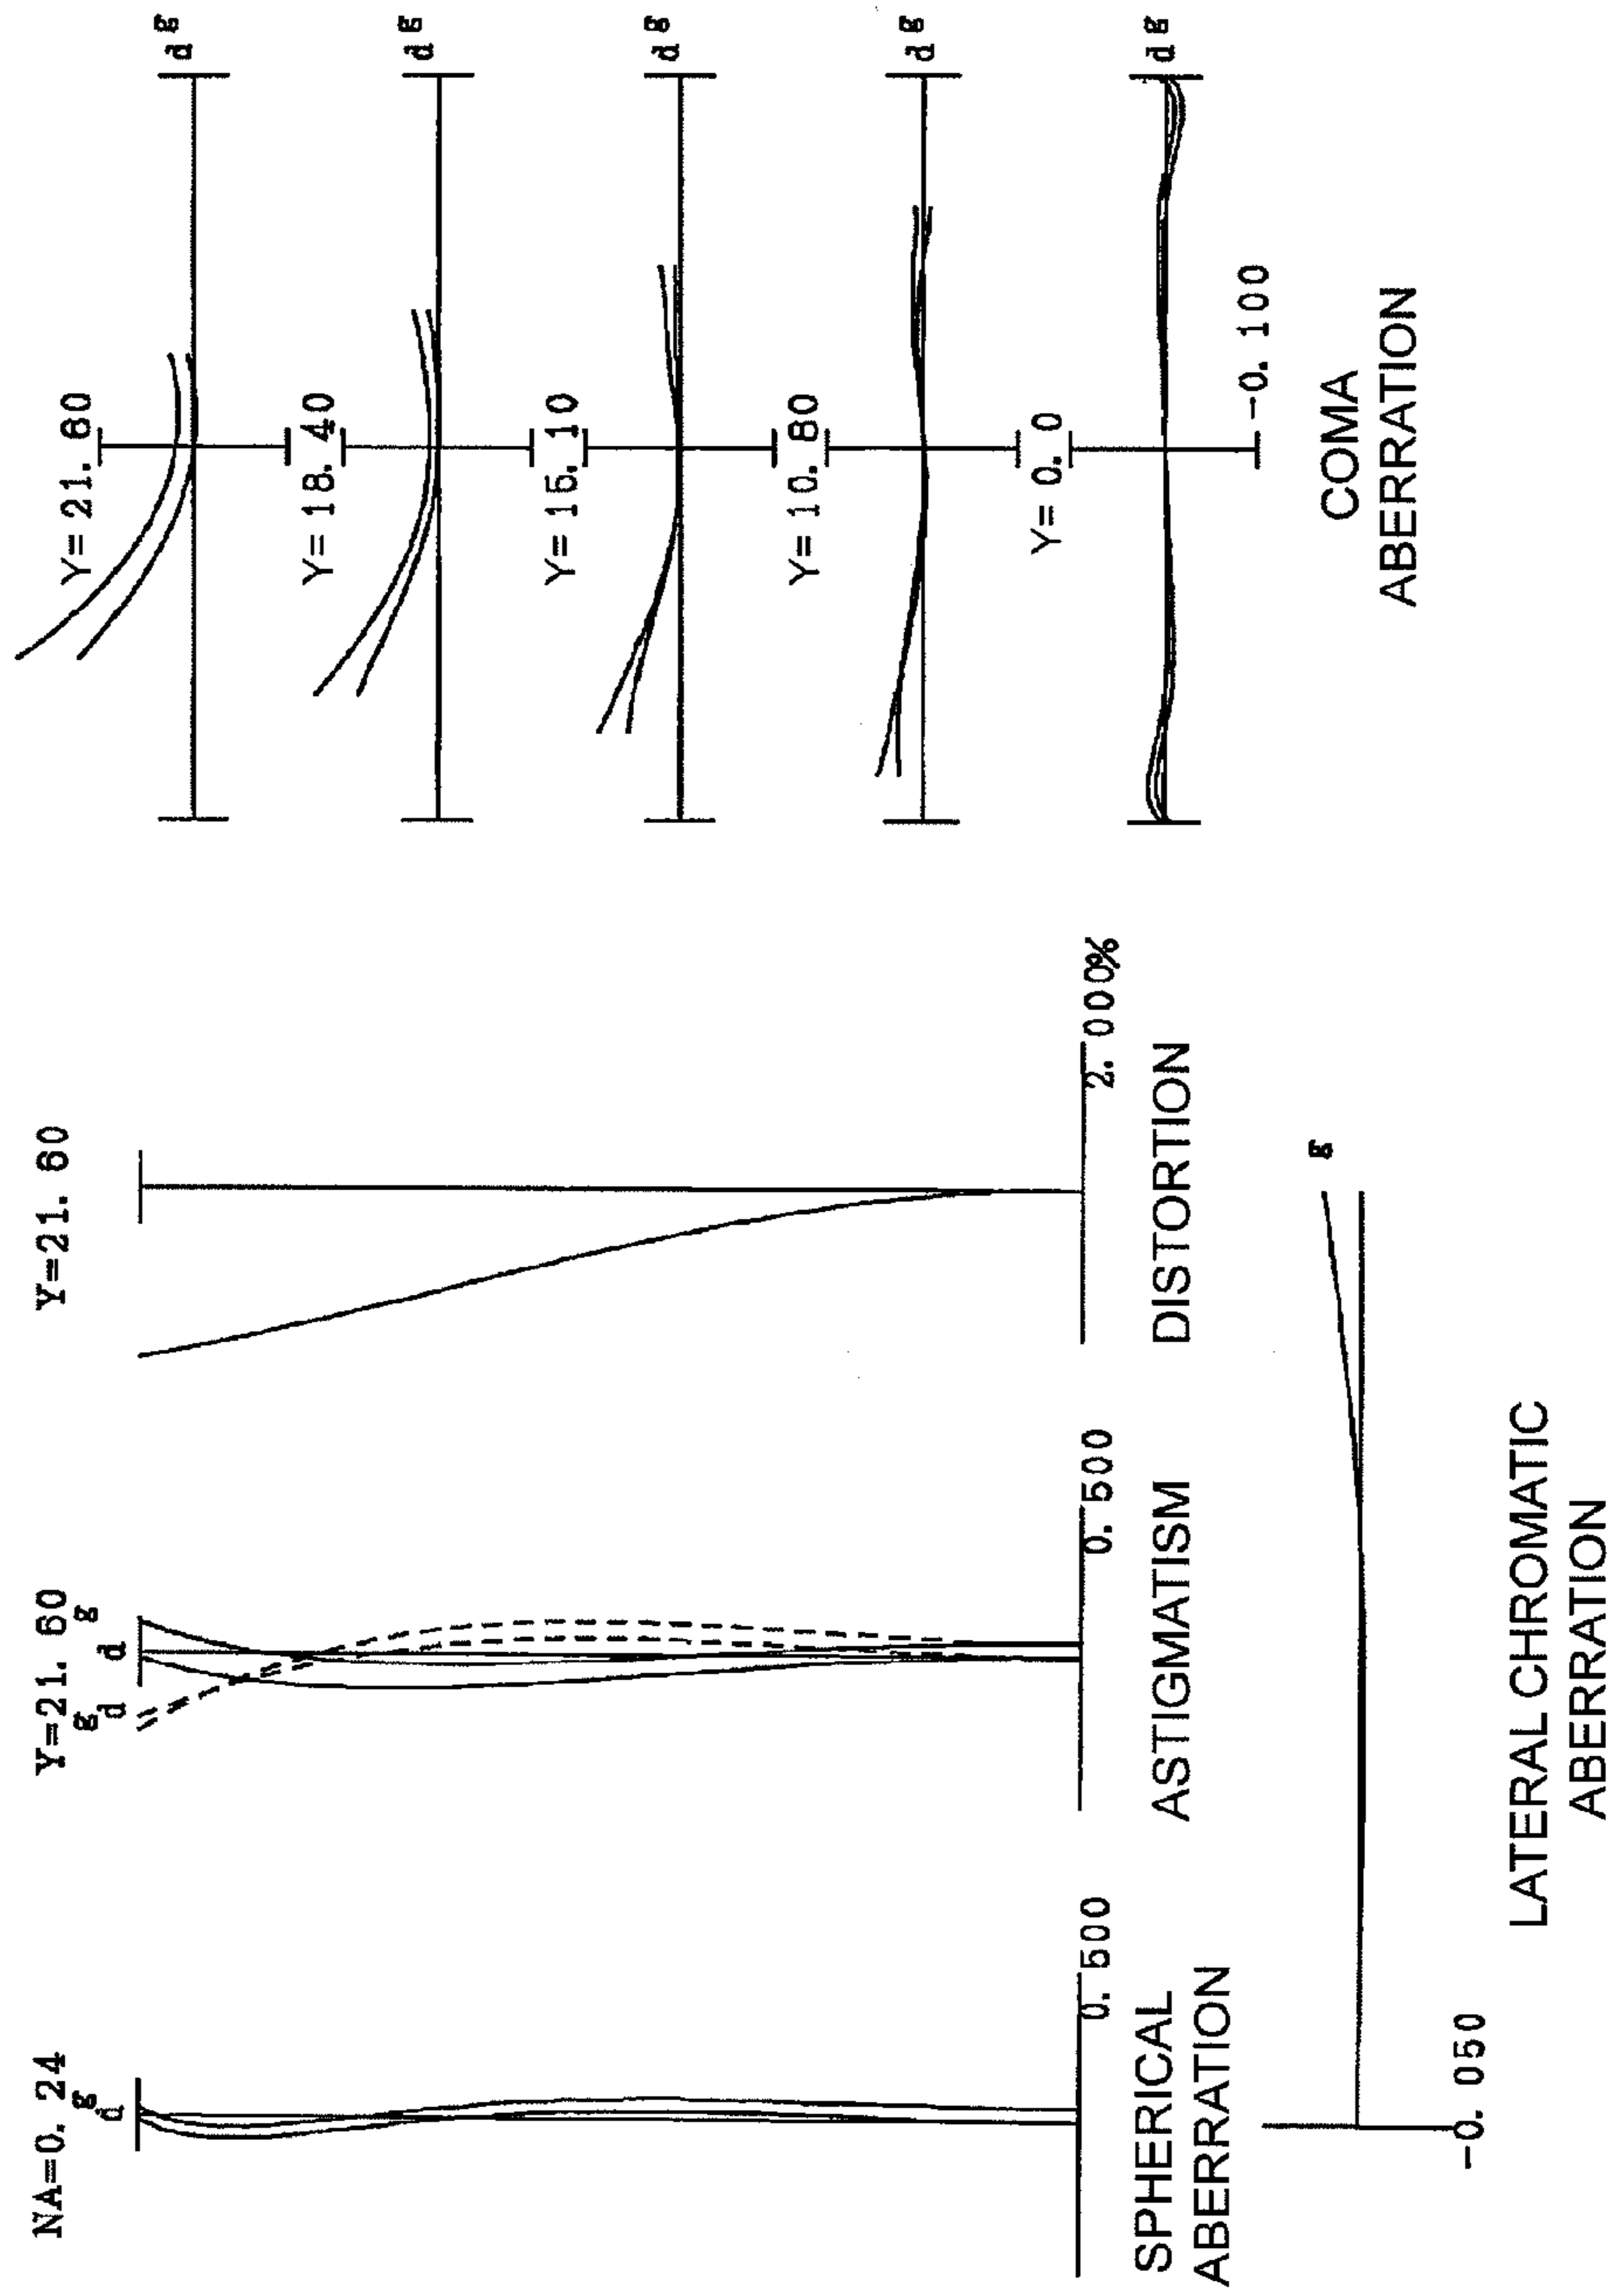 NA=0. 24
g
d
0. 500
SPHERICAL
ABERRATION
Y=21. 60
g
d
d
g
0. 500
ASTIGMATISM
Y=21. 60
2. 000%
DISTORTION
g
-0. 050
LATERAL CHROMATIC
ABERRATION
Y= 21. 60
d g
Y= 18. 40
d g
Y= 15. 10
d g
Y= 10. 80
d g
Y= 0. 0
d g
-0. 100
COMA
ABERRATION